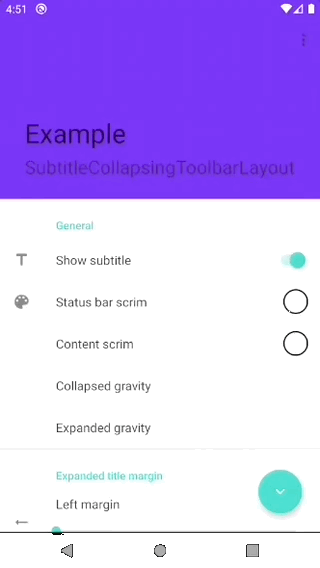 4:51
Example
SubtitleCollapsingToolbarLayout
General
Show subtitle
Status bar scrim
Content scrim
Collapsed gravity
Expanded gravity
Expanded title margin
Left margin